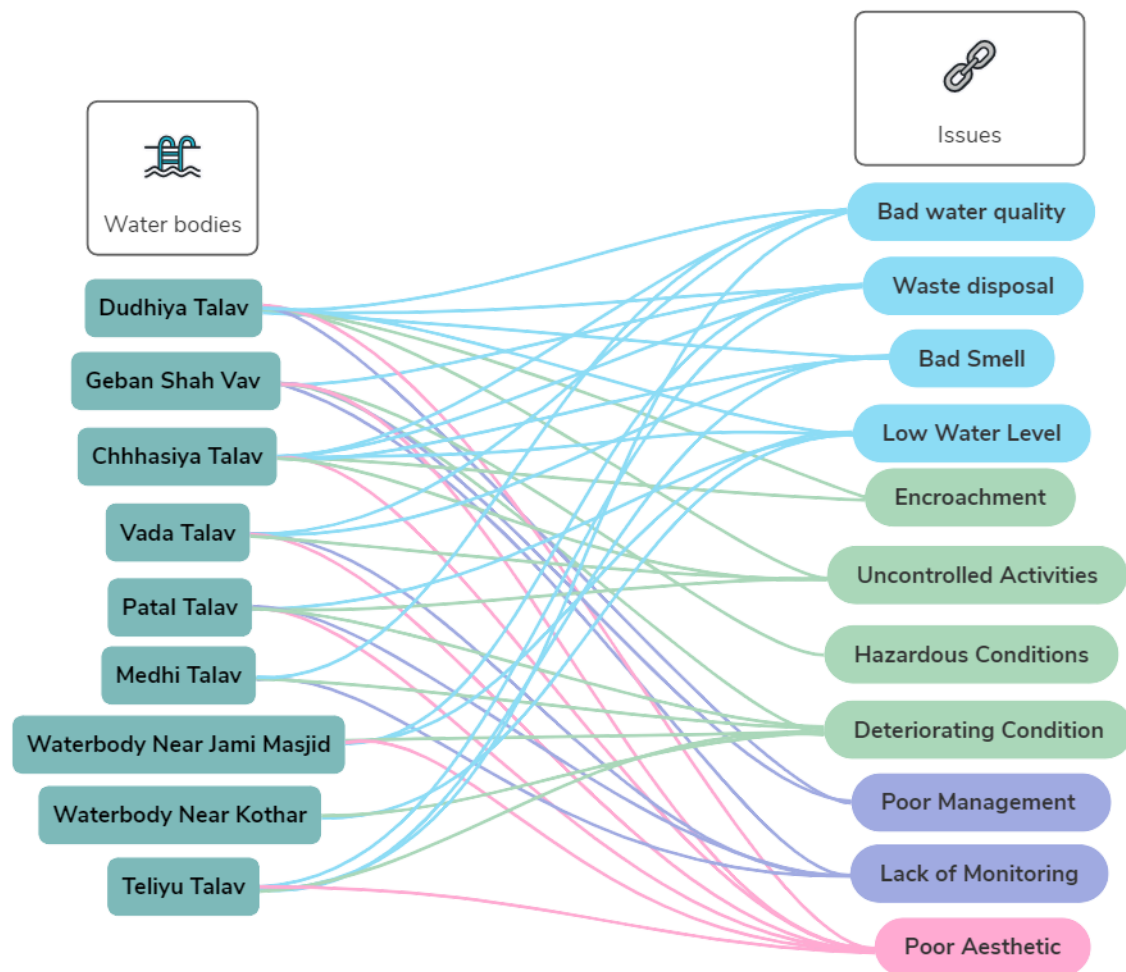 Issues
Water bodies
Bad water quality
Waste disposal
Bad Smell
Low Water Level
Encroachment
Uncontrolled Activities
Hazardous Conditions
Deteriorating Condition
Poor Management
Lack of Monitoring
Poor Aesthetic
Dudhiya Talav
Geban Shah Vav
Chhhasiya Talav
Vada Talav
Patal Talav
Medhi Talav
Waterbody Near Jami Masjid
Waterbody Near Kothar
Teliyu Talav